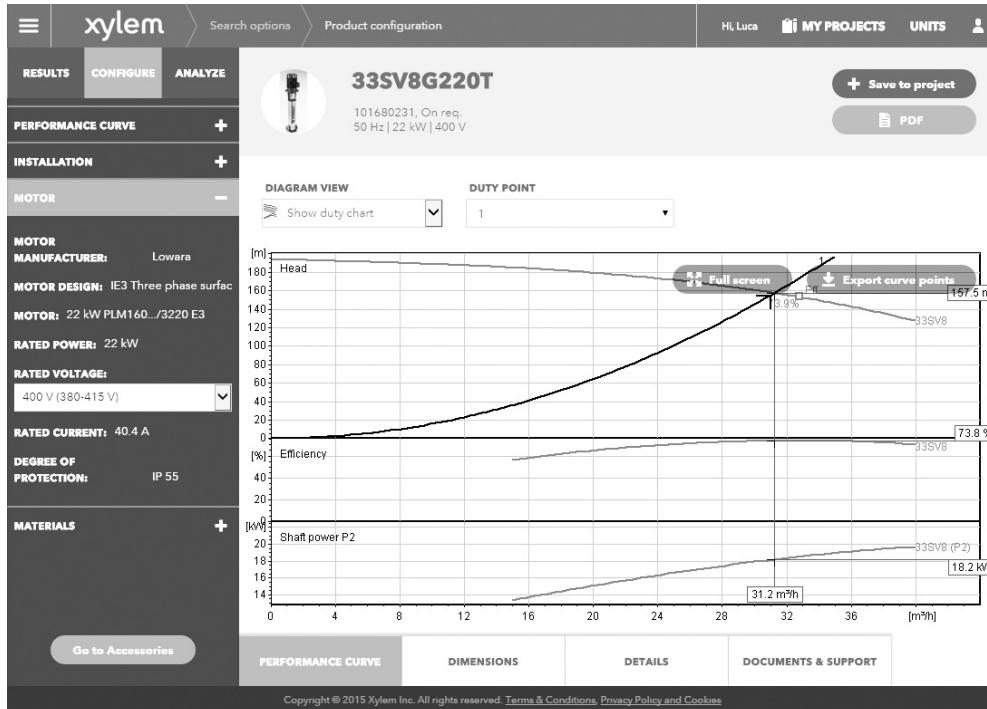 xylem
Search options
Product configuration
Hi, Luca
MY PROJECTS
UNITS
RESULTS
CONFIGURE
ANALYZE
PERFORMANCE CURVE
INSTALLATION
MOTOR
MOTOR
MANUFACTURER: Lowara
MOTOR DESIGN: IE3 Three phase surfac
MOTOR: 22 kW PLM160.../3220 E3
RATED POWER: 22 kW
RATED VOLTAGE:
400 V (380-415 V)
RATED CURRENT: 40.4 A
DEGREE OF
PROTECTION: IP 55
MATERIALS
Go to Accessories
33SV8G220T
101680231, On req.
50 Hz | 22 kW | 400 V
Save to project
PDF
DIAGRAM VIEW
Show duty chart
DUTY POINT
1
[m]
Head
180
160
140
120
100
80
60
40
20
0
1
Full screen
Export curve points
Eff
157.5 m
3.9%
33SV8
73.8 %
[%]
Efficiency
40
20
0
33SV8
[kW]
Shaft power P2
20
18
16
14
33SV8 (P2)
18.2 kW
31.2 m³/h
0 4 8 12 16 20 24 28 32 36 [m³/h]
PERFORMANCE CURVE
DIMENSIONS
DETAILS
DOCUMENTS & SUPPORT
Copyright © 2015 Xylem Inc. All rights reserved. Terms & Conditions, Privacy Policy and Cookies